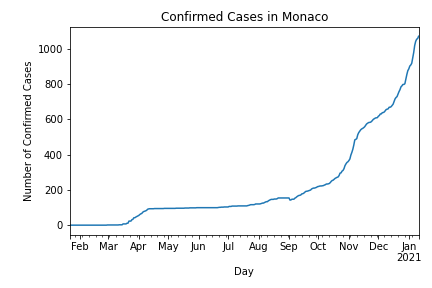 Confirmed Cases in Monaco
Number of Confirmed Cases
1000
800
600
400
200
0
Feb Mar Apr May Jun Jul Aug Sep Oct Nov Dec Jan
2021
Day